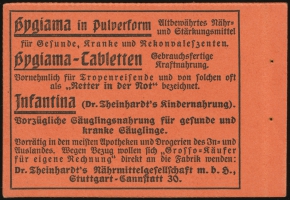 Hygiama in Pulverform Altbewährtes Nähr- und Stärkungsmittel
für Gesunde, Kranke und Rekonvaleszenten.
Hygiama-Tabletten Gebrauchsfertige Kraftnahrung.
Vornehmlich für Tropenreisende und von solchen oft
als „Retter in der Not" bezeichnet.
Infantina (Dr. Theinhardt's Kindernahrung).
Vorzügliche Säuglingsnahrung für gesunde und
kranke Säuglinge.
Vorrätig in den meisten Apotheken und Drogerien des In- und
Auslandes. Wegen Bezug wollen sich „Grosso-Käufer
für eigene Rechnung" direkt an die Fabrik wenden:
Dr. Theinhardt's Nährmittelgesellschaft m. b. H.,
Stuttgart-Cannstatt 30.